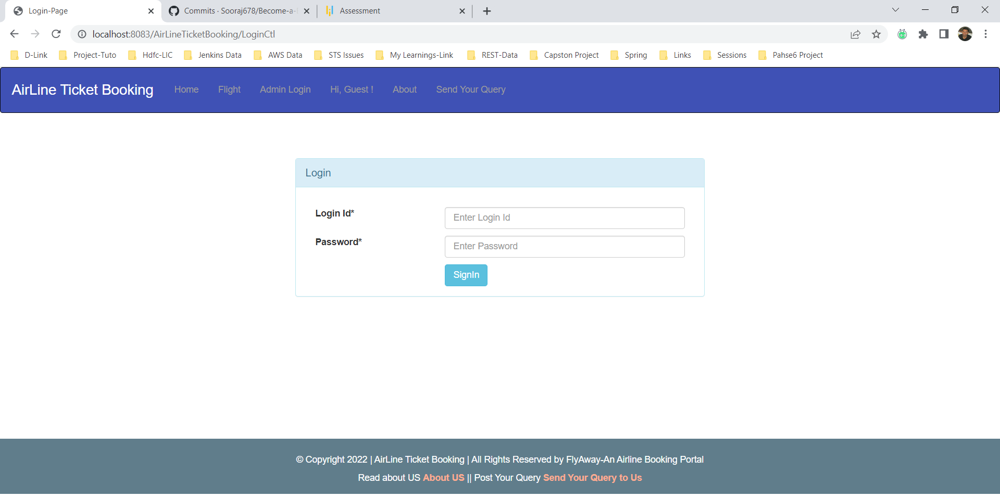 Login-Page
Commits · Sooraj678/Become-a-
Assessment
localhost:8083/AirLineTicketBooking/LoginCtl
D-Link Project-Tuto Hdfc-LIC Jenkins Data AWS Data STS Issues My Learnings-Link REST-Data Capston Project Spring Links Sessions Pahse6 Project
AirLine Ticket Booking Home Flight Admin Login Hi, Guest ! About Send Your Query
Login
Login Id* Enter Login Id
Password* Enter Password
SignIn
© Copyright 2022 | AirLine Ticket Booking | All Rights Reserved by FlyAway-An Airline Booking Portal
Read about US About US || Post Your Query Send Your Query to Us